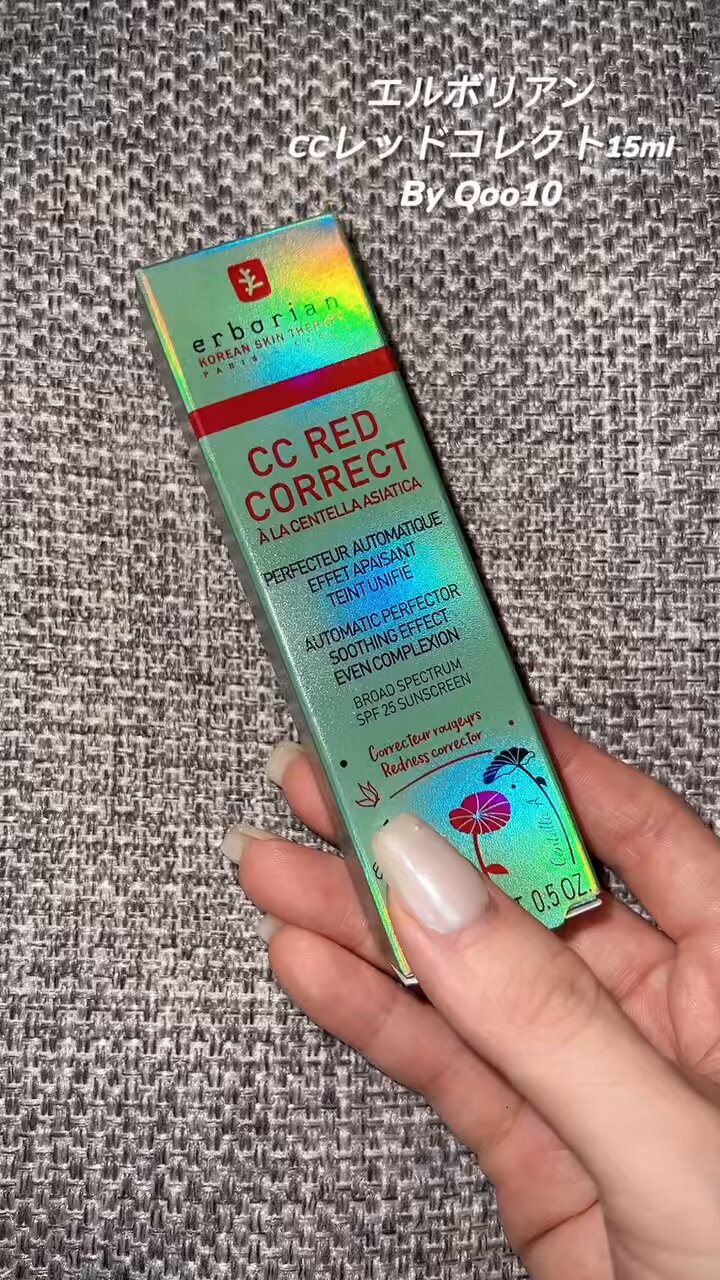 エルボリアン
CCレッドコレクト15ml
By Qoo10
erborian
KOREAN SKIN THERAPY
CC RED
CORRECT
À LA CENTELLA ASIATICA
PERFECTEUR AUTOMATIQUE
EFFET APAISANT
TEINT UNIFIÉ
AUTOMATIC PERFECTOR
SOOTHING EFFECT
EVEN COMPLEXION
BROAD SPECTRUM
SPF 25 SUNSCREEN
Correcteur rougeurs
Redness corrector
0.5 OZ.